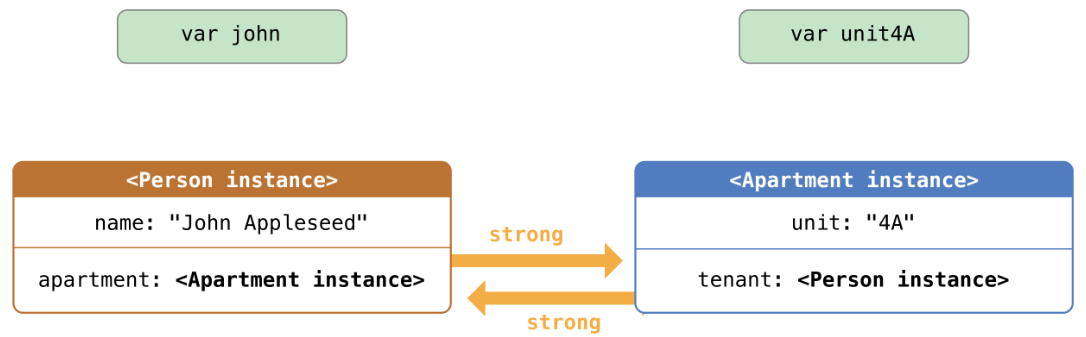 var john
var unit4A
<Person instance>
name: "John Appleseed"
apartment: <Apartment instance>
strong
strong
<Apartment instance>
unit: "4A"
tenant: <Person instance>